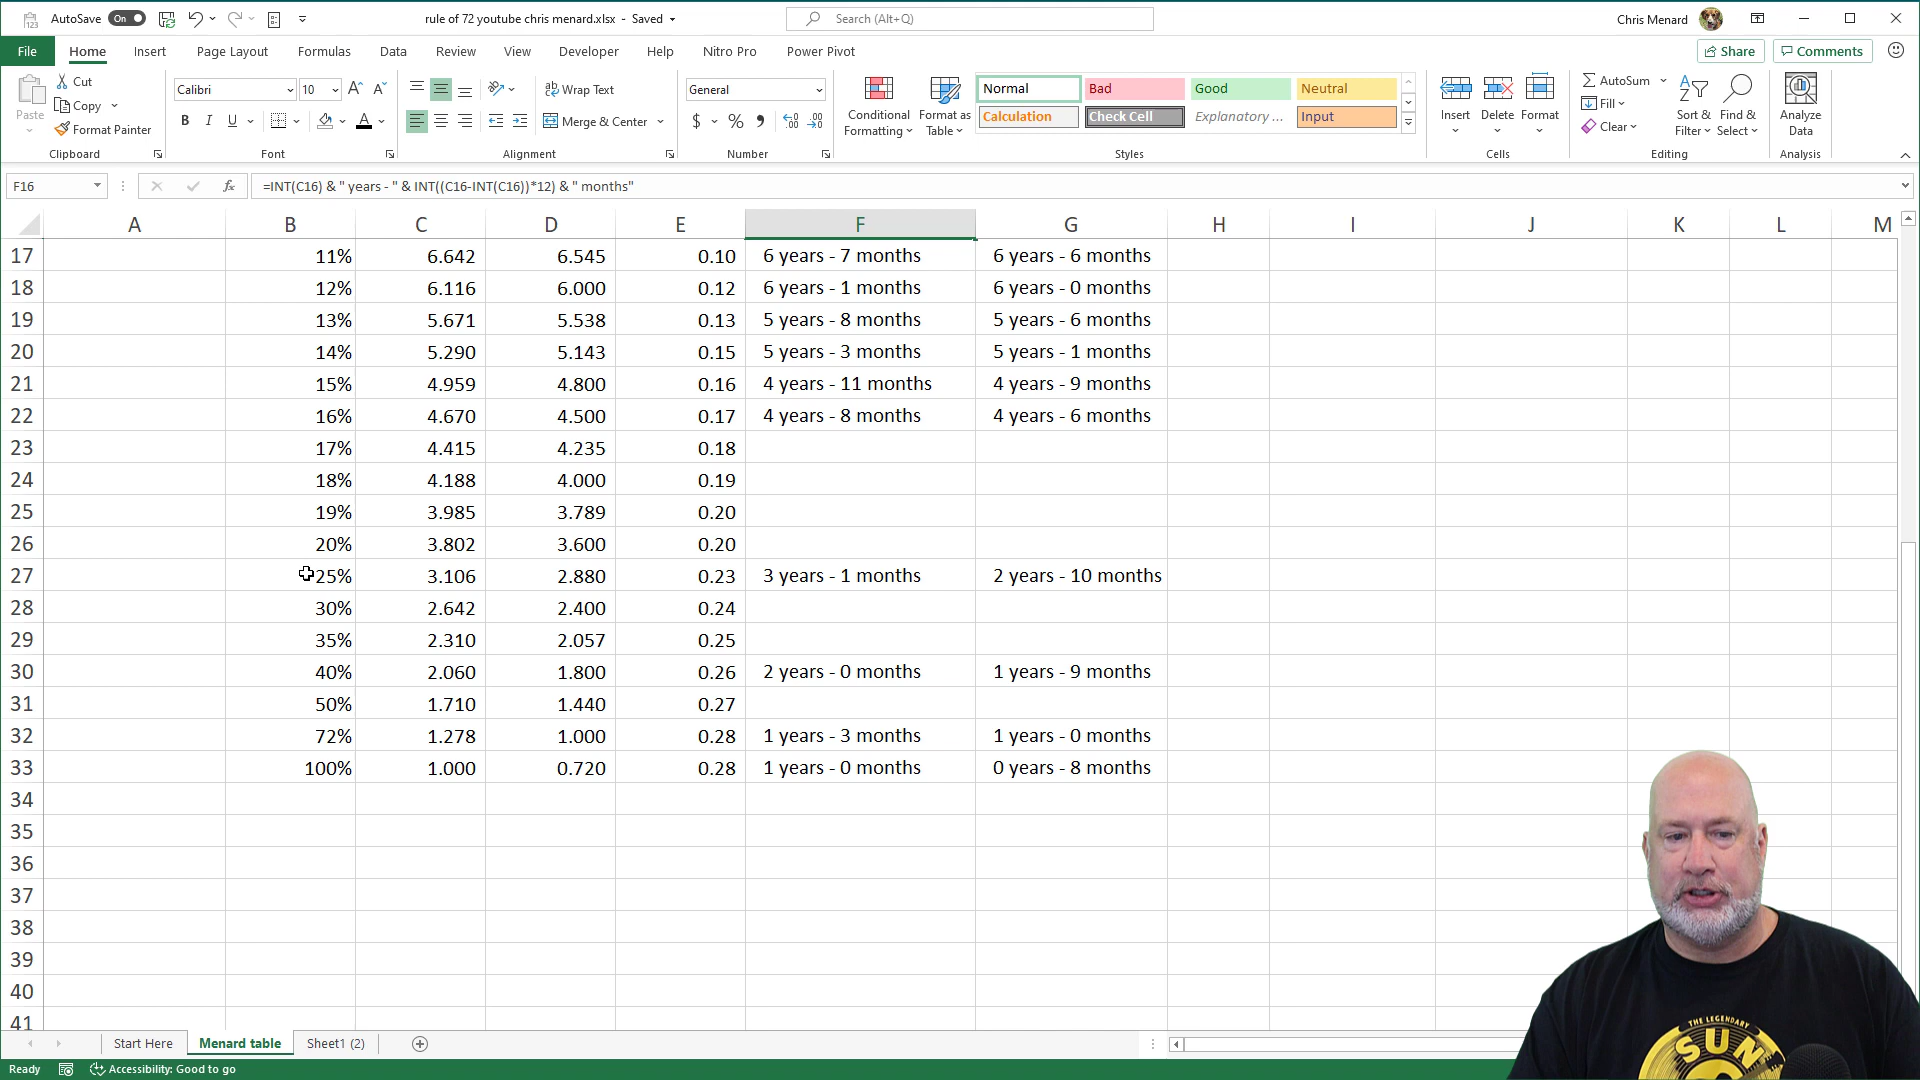 AutoSave On rule of 72 youtube chris menard.xlsx - Saved Search (Alt+Q) Chris Menard
File Home Insert Page Layout Formulas Data Review View Developer Help Nitro Pro Power Pivot Share Comments
Paste Cut Copy Format Painter Clipboard
Calibri 10 B I U A Font
Wrap Text Merge & Center Alignment
General $ % Number
Conditional Formatting Format as Table
Normal Bad Good Neutral
Calculation Check Cell Explanatory ... Input
Styles
Insert Delete Format Cells
AutoSum Fill Clear Sort & Filter Find & Select Editing
Analyze Data Analysis
F16 fx =INT(C16) & " years - " & INT((C16-INT(C16))*12) & " months"
A B C D E F G H I J K L M
17 11% 6.642 6.545 0.10 6 years - 7 months 6 years - 6 months
18 12% 6.116 6.000 0.12 6 years - 1 months 6 years - 0 months
19 13% 5.671 5.538 0.13 5 years - 8 months 5 years - 6 months
20 14% 5.290 5.143 0.15 5 years - 3 months 5 years - 1 months
21 15% 4.959 4.800 0.16 4 years - 11 months 4 years - 9 months
22 16% 4.670 4.500 0.17 4 years - 8 months 4 years - 6 months
23 17% 4.415 4.235 0.18
24 18% 4.188 4.000 0.19
25 19% 3.985 3.789 0.20
26 20% 3.802 3.600 0.20
27 25% 3.106 2.880 0.23 3 years - 1 months 2 years - 10 months
28 30% 2.642 2.400 0.24
29 35% 2.310 2.057 0.25
30 40% 2.060 1.800 0.26 2 years - 0 months 1 years - 9 months
31 50% 1.710 1.440 0.27
32 72% 1.278 1.000 0.28 1 years - 3 months 1 years - 0 months
33 100% 1.000 0.720 0.28 1 years - 0 months 0 years - 8 months
34
35
36
37
38
39
40
41
THE LEGENDARY
SUN
Start Here Menard table Sheet1 (2)
Ready Accessibility: Good to go